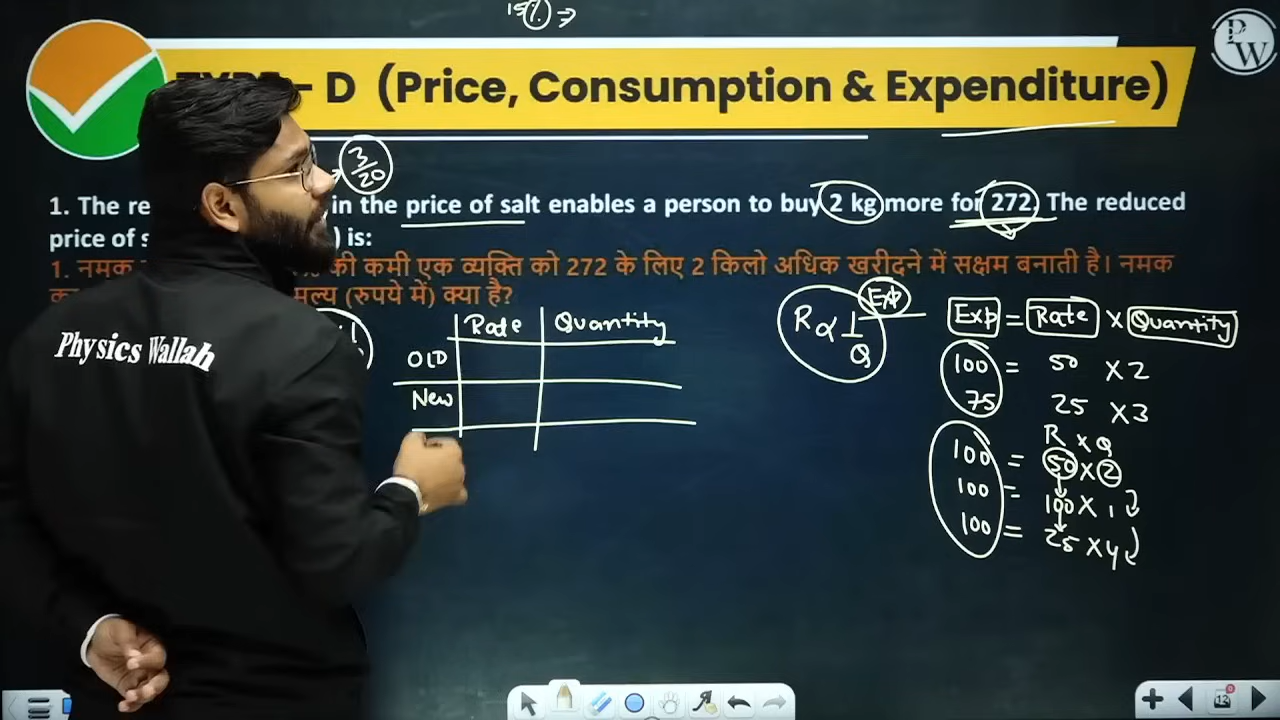 15% ⇒
PW
– D (Price, Consumption & Expenditure)
3/20
1. The re in the price of salt enables a person to buy 2 kg more for 272 The reduced
price of s ) is:
1. नमक की कमी एक व्यक्ति को 272 के लिए 2 किलो अधिक खरीदने में सक्षम बनाती है। नमक
मूल्य (रुपये में) क्या है?
Physics Wallah
Rate Quantity
OLD
New
R ∝ 1/Q
Exp
Exp = Rate X Quantity
100 = 50 X 2
75 25 X 3
R X Q
100 = 50 X 2
100 = 100 X 1
100 = 25 X 4
12